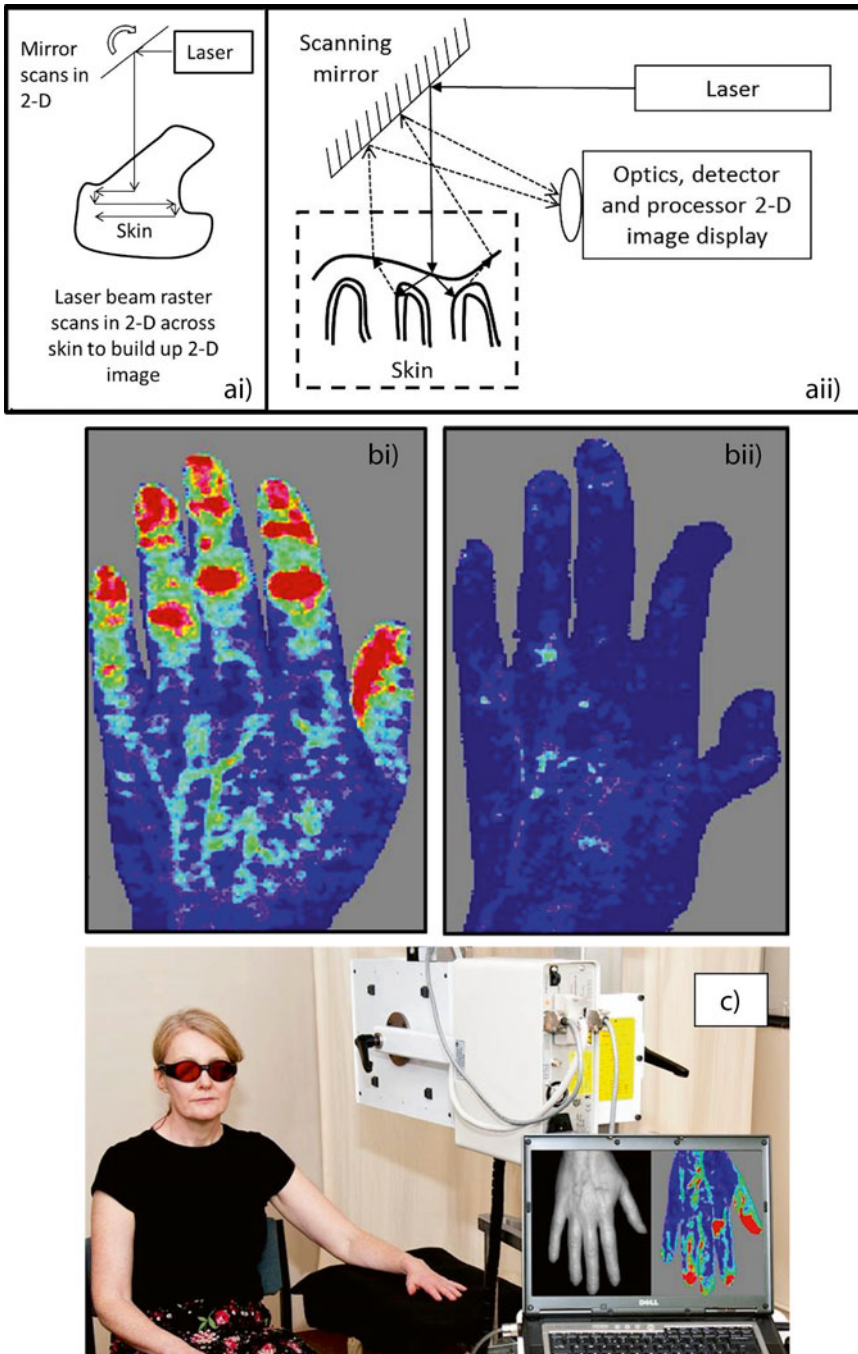 Mirror
scans in
2-D
Laser
Skin
Laser beam raster
scans in 2-D across
skin to build up 2-D
image
ai)
Scanning
mirror
Laser
Optics, detector
and processor 2-D
image display
Skin
aii)
bi)
bii)
c)
DELL